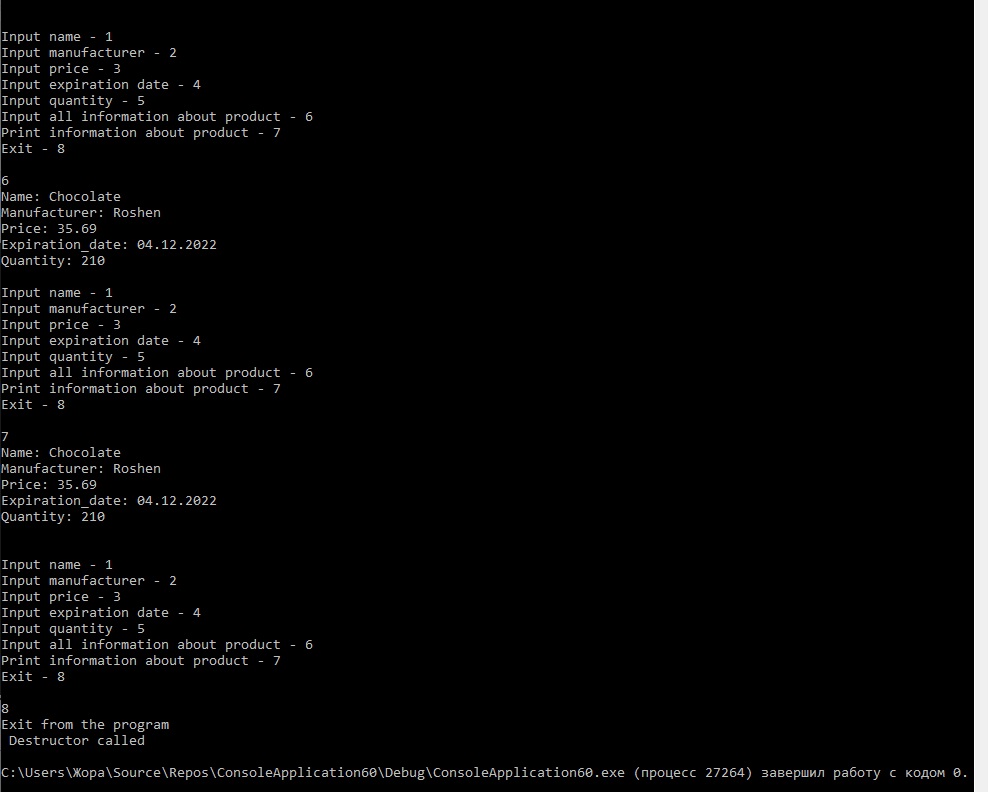 Input name - 1
Input manufacturer - 2
Input price - 3
Input expiration date - 4
Input quantity - 5
Input all information about product - 6
Print information about product - 7
Exit - 8
6
Name: Chocolate
Manufacturer: Roshen
Price: 35.69
Expiration_date: 04.12.2022
Quantity: 210
Input name - 1
Input manufacturer - 2
Input price - 3
Input expiration date - 4
Input quantity - 5
Input all information about product - 6
Print information about product - 7
Exit - 8
7
Name: Chocolate
Manufacturer: Roshen
Price: 35.69
Expiration_date: 04.12.2022
Quantity: 210
Input name - 1
Input manufacturer - 2
Input price - 3
Input expiration date - 4
Input quantity - 5
Input all information about product - 6
Print information about product - 7
Exit - 8
8
Exit from the program
Destructor called
C:\Users\Жора\Source\Repos\ConsoleApplication60\Debug\ConsoleApplication60.exe (процесс 27264) завершил работу с кодом 0.